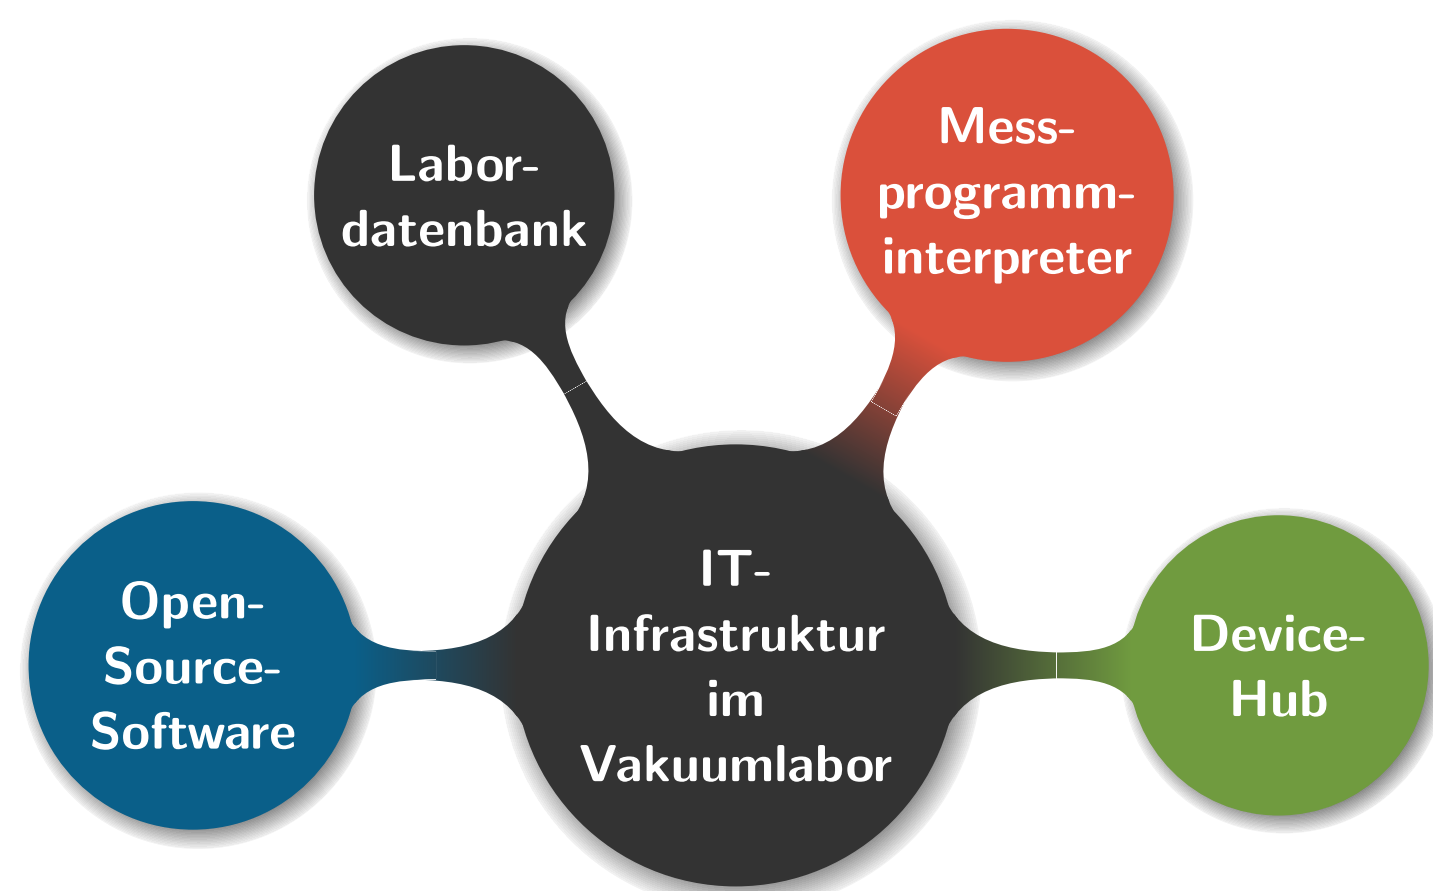 Labor-
datenbank
Mess-
programm-
interpreter
Open-
Source-
Software
IT-
Infrastruktur
im
Vakuumlabor
Device-
Hub